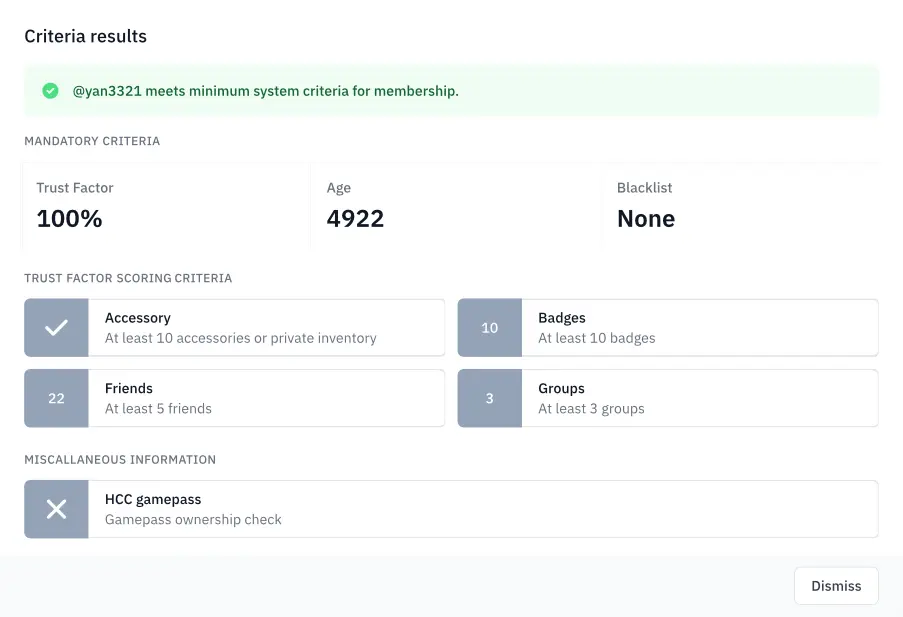 Criteria results
@yan3321 meets minimum system criteria for membership.
MANDATORY CRITERIA
Trust Factor
100%
Age
4922
Blacklist
None
TRUST FACTOR SCORING CRITERIA
Accessory
At least 10 accessories or private inventory
10
Badges
At least 10 badges
22
Friends
At least 5 friends
3
Groups
At least 3 groups
MISCELLANEOUS INFORMATION
HCC gamepass
Gamepass ownership check
Dismiss